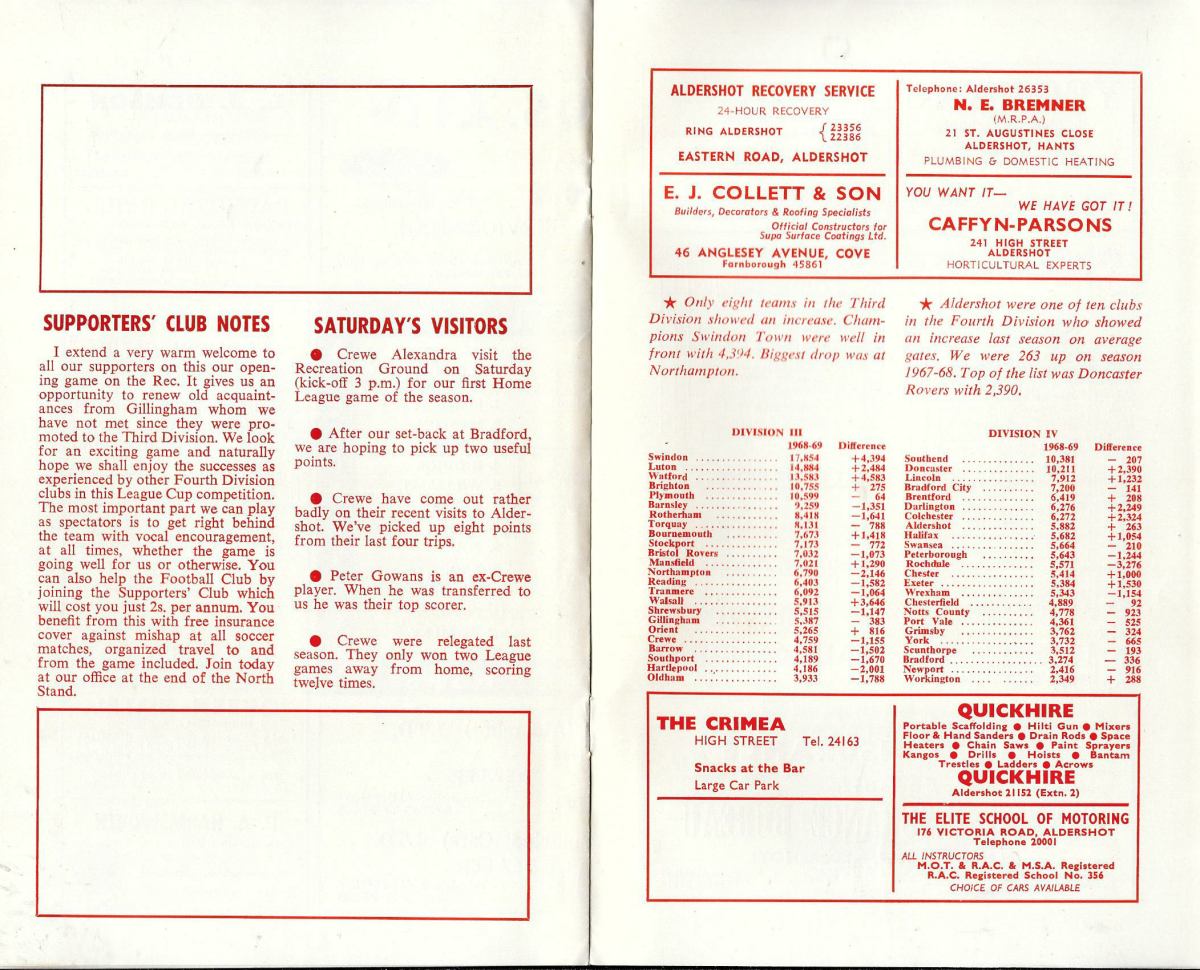 SUPPORTERS' CLUB NOTES
I extend a very warm welcome to
all our supporters on this our open-
ing game on the Rec. It gives us an
opportunity to renew old acquaint-
ances from Gillingham whom we
have not met since they were pro-
moted to the Third Division. We look
for an exciting game and naturally
hope we shall enjoy the successes as
experienced by other Fourth Division
clubs in this League Cup competition.
The most important part we can play
as spectators is to get right behind
the team with vocal encouragement,
at all times, whether the game is
going well for us or otherwise. You
can also help the Football Club by
joining the Supporters' Club which
will cost you just 2s. per annum. You
benefit from this with free insurance
cover against mishap at all soccer
matches, organized travel to and
from the game included. Join today
at our office at the end of the North
Stand.
SATURDAY'S VISITORS
● Crewe Alexandra visit the
Recreation Ground on Saturday
(kick-off 3 p.m.) for our first Home
League game of the season.
● After our set-back at Bradford,
we are hoping to pick up two useful
points.
● Crewe have come out rather
badly on their recent visits to Alder-
shot. We've picked up eight points
from their last four trips.
● Peter Gowans is an ex-Crewe
player. When he was transferred to
us he was their top scorer.
● Crewe were relegated last
season. They only won two League
games away from home, scoring
twelve times.
ALDERSHOT RECOVERY SERVICE
24-HOUR RECOVERY
RING ALDERSHOT { 23356
22386
EASTERN ROAD, ALDERSHOT
Telephone: Aldershot 26353
N. E. BREMNER
(M.R.P.A.)
21 ST. AUGUSTINES CLOSE
ALDERSHOT, HANTS
PLUMBING & DOMESTIC HEATING
E. J. COLLETT & SON
Builders, Decorators & Roofing Specialists
Official Constructors for
Supa Surface Coatings Ltd.
46 ANGLESEY AVENUE, COVE
Farnborough 45861
YOU WANT IT—
WE HAVE GOT IT!
CAFFYN-PARSONS
241 HIGH STREET
ALDERSHOT
HORTICULTURAL EXPERTS
★ Only eight teams in the Third
Division showed an increase. Cham-
pions Swindon Town were well in
front with 4,394. Biggest drop was at
Northampton.
★ Aldershot were one of ten clubs
in the Fourth Division who showed
an increase last season on average
gates. We were 263 up on season
1967-68. Top of the list was Doncaster
Rovers with 2,390.
DIVISION III
1968-69 Difference
Swindon 17,854 +4,394
Luton 14,884 +2,484
Watford 13,583 +4,583
Brighton 10,755 + 275
Plymouth 10,599 — 64
Barnsley 9,259 —1,351
Rotherham 8,418 —1,641
Torquay 8,131 — 788
Bournemouth 7,673 +1,418
Stockport 7,173 — 772
Bristol Rovers 7,032 —1,073
Mansfield 7,021 +1,290
Northampton 6,790 —2,146
Reading 6,403 —1,582
Tranmere 6,092 —1,064
Walsall 5,913 +3,646
Shrewsbury 5,515 —1,147
Gillingham 5,387 — 383
Orient 5,265 + 816
Crewe 4,759 —1,155
Barrow 4,581 —1,502
Southport 4,189 —1,670
Hartlepool 4,186 —2,001
Oldham 3,933 —1,788
DIVISION IV
1968-69 Difference
Southend 10,381 — 207
Doncaster 10,211 +2,390
Lincoln 7,912 +1,232
Bradford City 7,200 — 141
Brentford 6,419 + 208
Darlington 6,276 +2,249
Colchester 6,272 +2,324
Aldershot 5,882 + 263
Halifax 5,682 +1,054
Swansea 5,664 — 210
Peterborough 5,643 —1,244
Rochdale 5,571 —3,276
Chester 5,414 +1,000
Exeter 5,384 +1,530
Wrexham 5,343 —1,154
Chesterfield 4,889 — 92
Notts County 4,778 — 923
Port Vale 4,361 — 525
Grimsby 3,762 — 324
York 3,732 — 665
Scunthorpe 3,512 — 193
Bradford 3,274 — 336
Newport 2,416 — 916
Workington 2,349 + 288
THE CRIMEA
HIGH STREET Tel. 24163
Snacks at the Bar
Large Car Park
QUICKHIRE
Portable Scaffolding ● Hilti Gun ● Mixers
Floor & Hand Sanders ● Drain Rods ● Space
Heaters ● Chain Saws ● Paint Sprayers
Kangos ● Drills ● Hoists ● Bantam
Trestles ● Ladders ● Acrows
QUICKHIRE
Aldershot 21152 (Extn. 2)
THE ELITE SCHOOL OF MOTORING
176 VICTORIA ROAD, ALDERSHOT
Telephone 20001
ALL INSTRUCTORS
M.O.T. & R.A.C. & M.S.A. Registered
R.A.C. Registered School No. 356
CHOICE OF CARS AVAILABLE